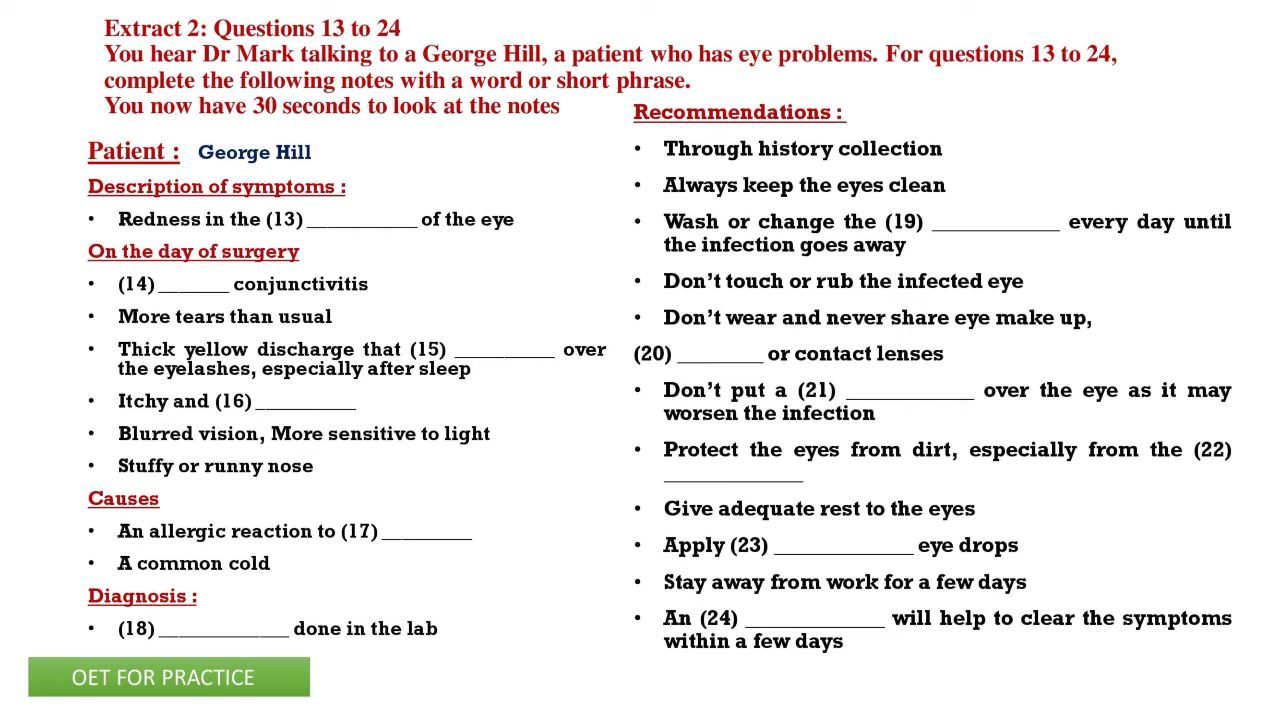 Extract 2: Questions 13 to 24
You hear Dr Mark talking to a George Hill, a patient who has eye problems. For questions 13 to 24,
complete the following notes with a word or short phrase.
You now have 30 seconds to look at the notes
Patient : George Hill
Description of symptoms :
• Redness in the (13) ___________ of the eye
On the day of surgery
• (14) _______ conjunctivitis
• More tears than usual
• Thick yellow discharge that (15) __________ over
the eyelashes, especially after sleep
• Itchy and (16) __________
• Blurred vision, More sensitive to light
• Stuffy or runny nose
Causes
• An allergic reaction to (17) _________
• A common cold
Diagnosis :
• (18) _____________ done in the lab
Recommendations :
• Through history collection
• Always keep the eyes clean
• Wash or change the (19) ____________ every day until
the infection goes away
• Don’t touch or rub the infected eye
• Don’t wear and never share eye make up,
(20) ________ or contact lenses
• Don’t put a (21) ____________ over the eye as it may
worsen the infection
• Protect the eyes from dirt, especially from the (22)
_____________
• Give adequate rest to the eyes
• Apply (23) _____________ eye drops
• Stay away from work for a few days
• An (24) _____________ will help to clear the symptoms
within a few days
OET FOR PRACTICE